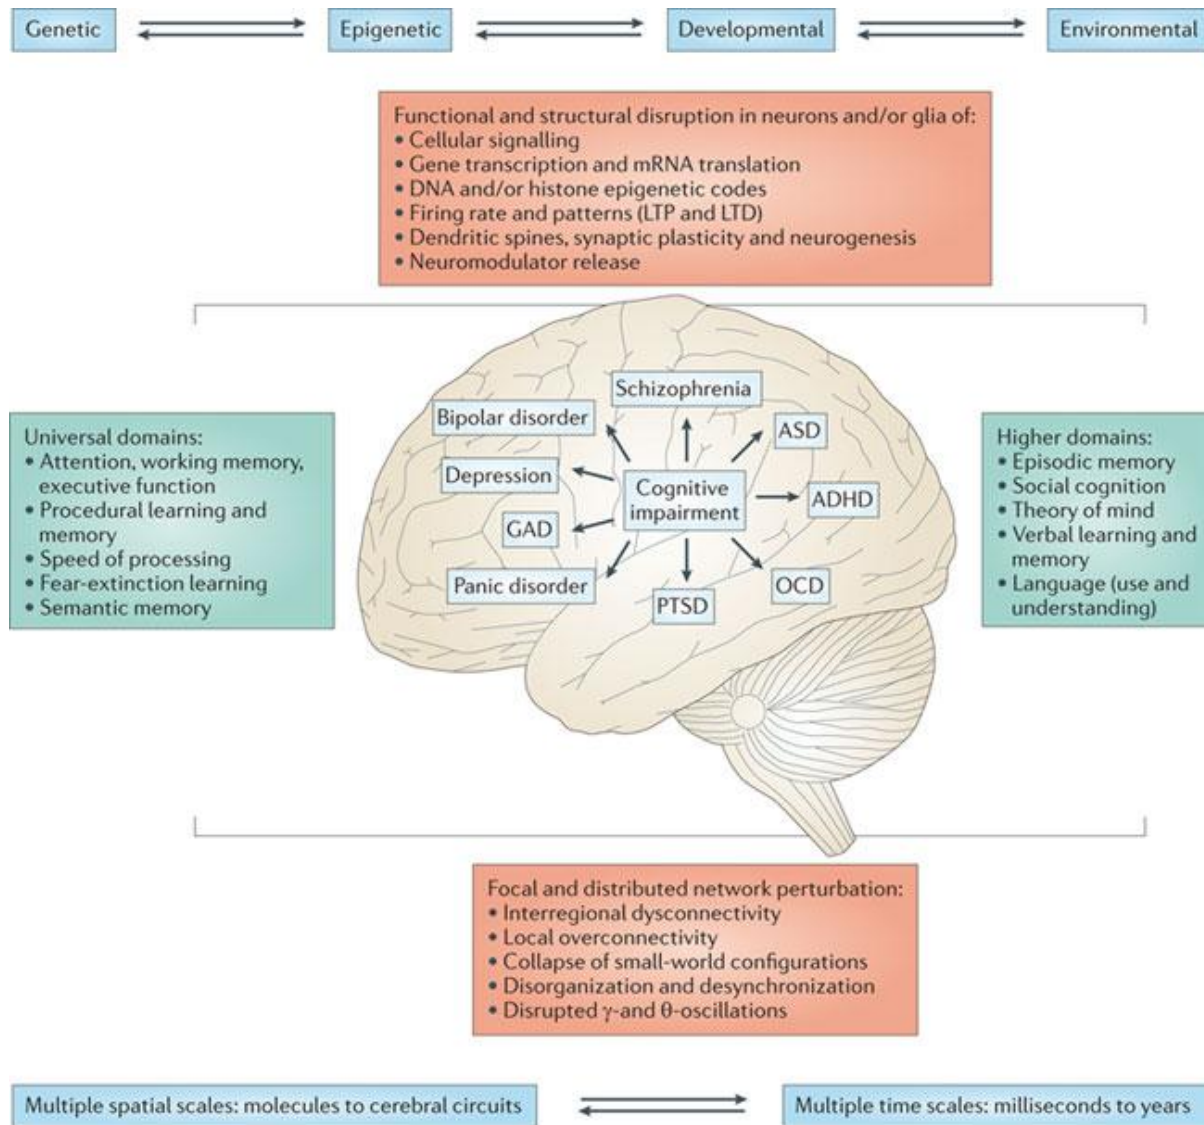 Genetic
Epigenetic
Developmental
Environmental
Functional and structural disruption in neurons and/or glia of:
• Cellular signalling
• Gene transcription and mRNA translation
• DNA and/or histone epigenetic codes
• Firing rate and patterns (LTP and LTD)
• Dendritic spines, synaptic plasticity and neurogenesis
• Neuromodulator release
Universal domains:
• Attention, working memory,
executive function
• Procedural learning and
memory
• Speed of processing
• Fear-extinction learning
• Semantic memory
Schizophrenia
Bipolar disorder
ASD
Depression
Cognitive
impairment
ADHD
GAD
Panic disorder
PTSD
OCD
Higher domains:
• Episodic memory
• Social cognition
• Theory of mind
• Verbal learning and
memory
• Language (use and
understanding)
Focal and distributed network perturbation:
• Interregional dysconnectivity
• Local overconnectivity
• Collapse of small-world configurations
• Disorganization and desynchronization
• Disrupted γ-and θ-oscillations
Multiple spatial scales: molecules to cerebral circuits
Multiple time scales: milliseconds to years